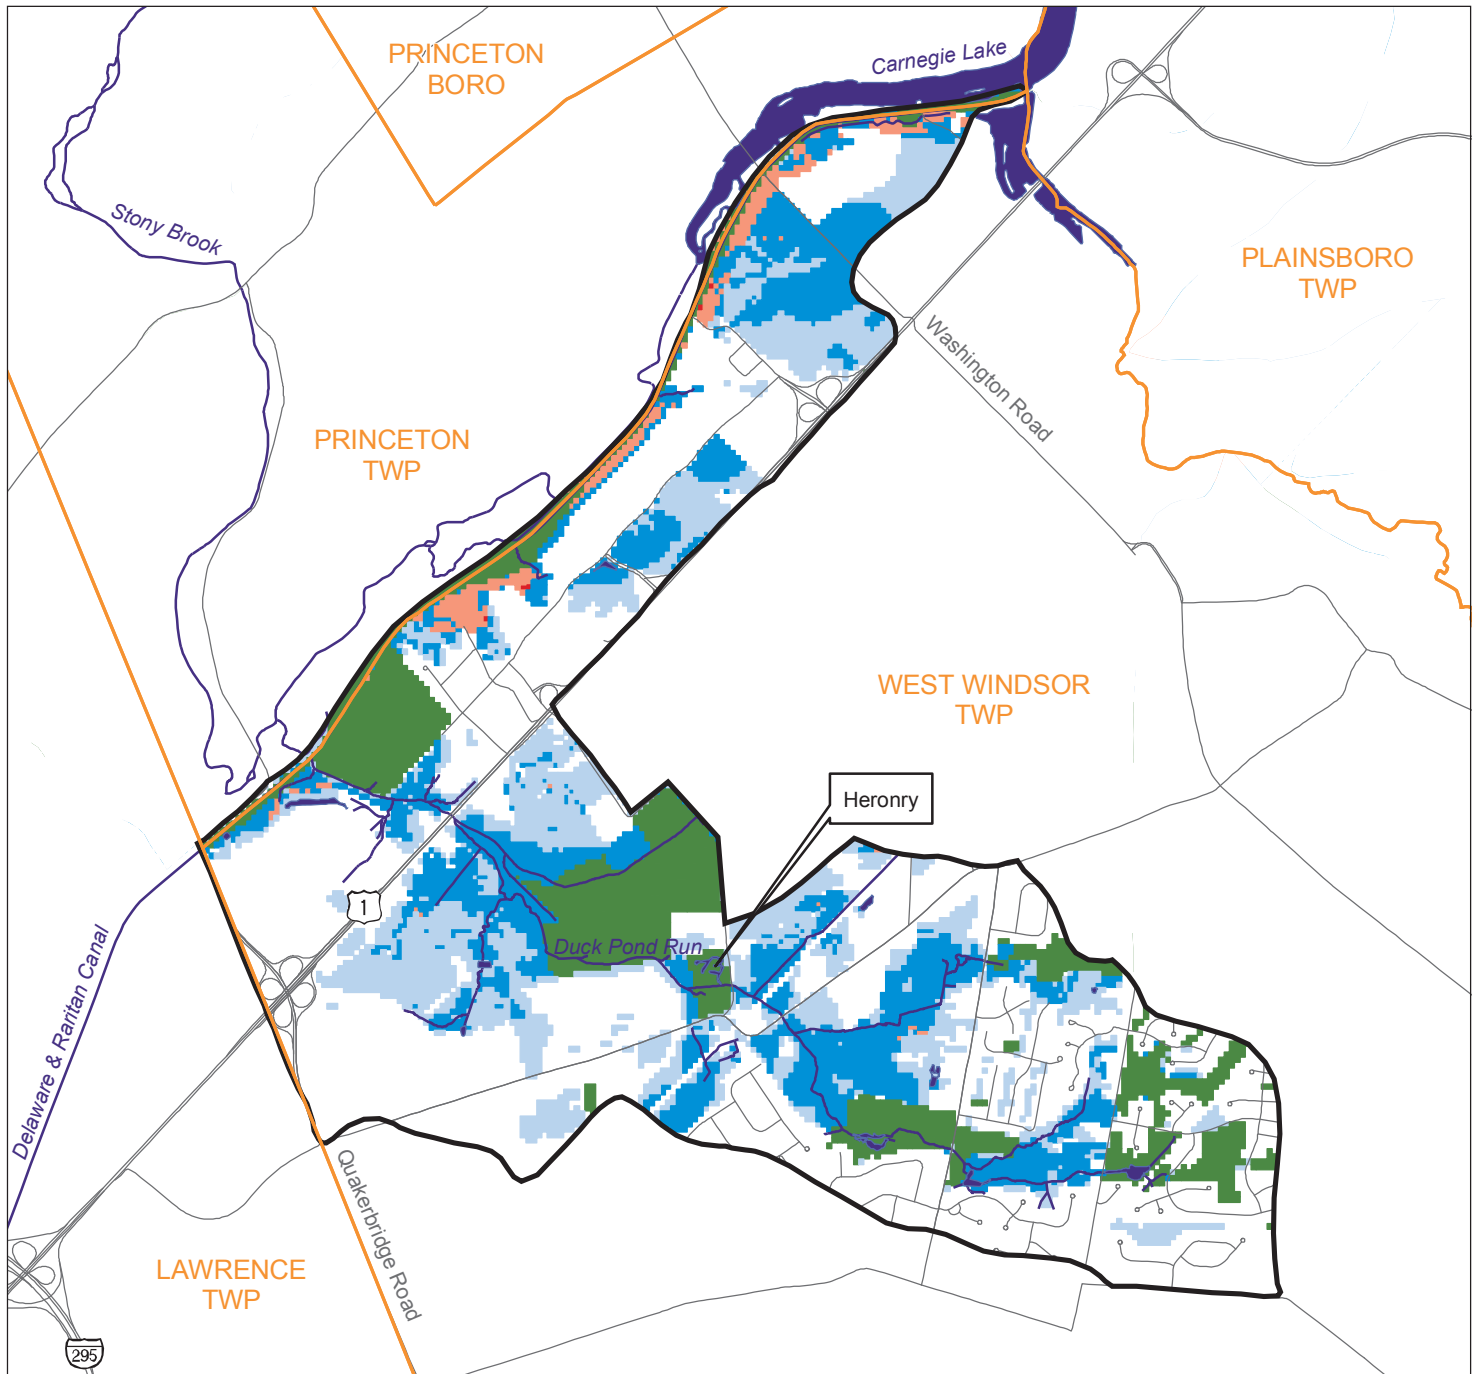 PRINCETON
BORO
Carnegie Lake
Stony Brook
PLAINSBORO
TWP
Washington Road
PRINCETON
TWP
WEST WINDSOR
TWP
Heronry
1
Duck Pond Run
Delaware & Raritan Canal
Quakerbridge Road
LAWRENCE
TWP
295